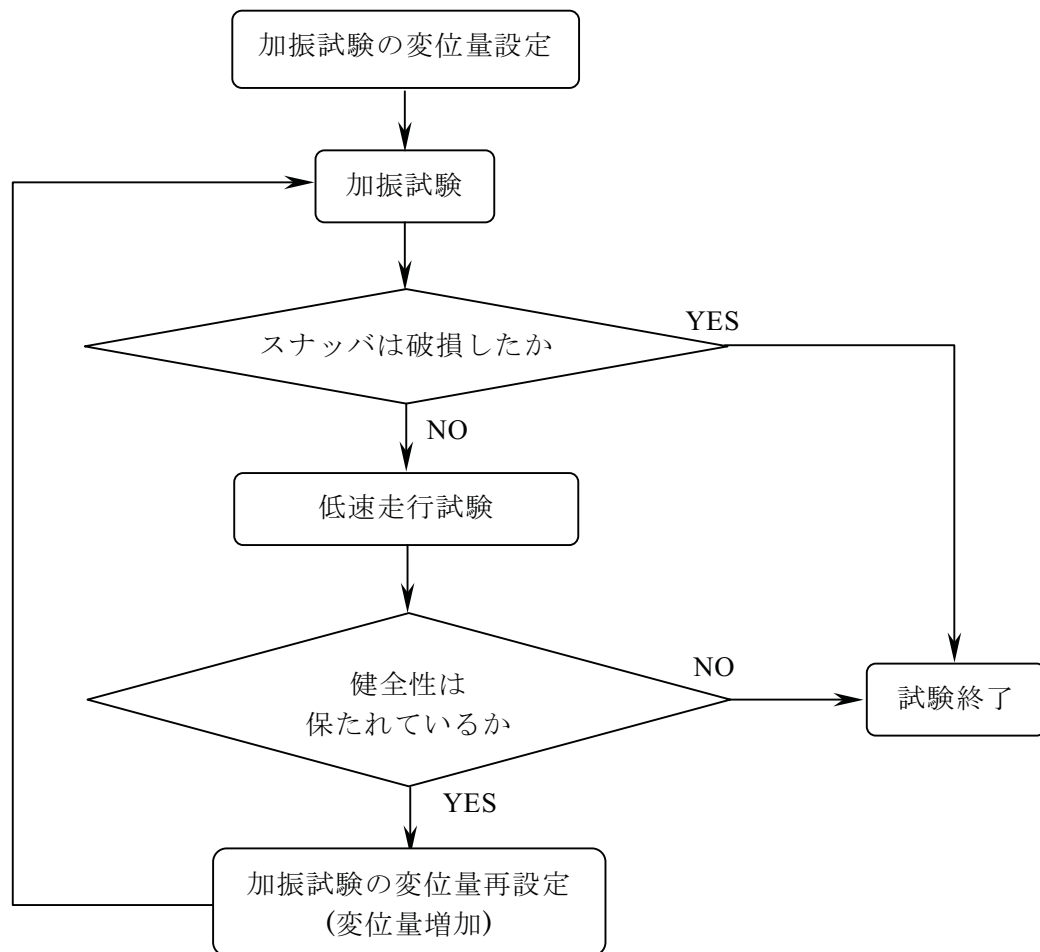 加振試験の変位量設定
加振試験
スナッバは破損したか
YES
NO
低速走行試験
健全性は
保たれているか
NO
試験終了
YES
加振試験の変位量再設定
(変位量増加)